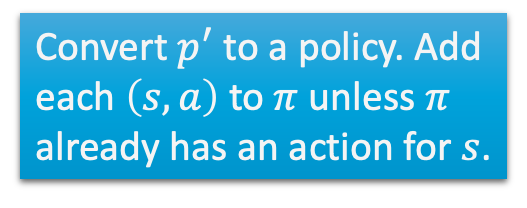 Convert p′ to a policy. Add
each (s, a) to π unless π
already has an action for s.